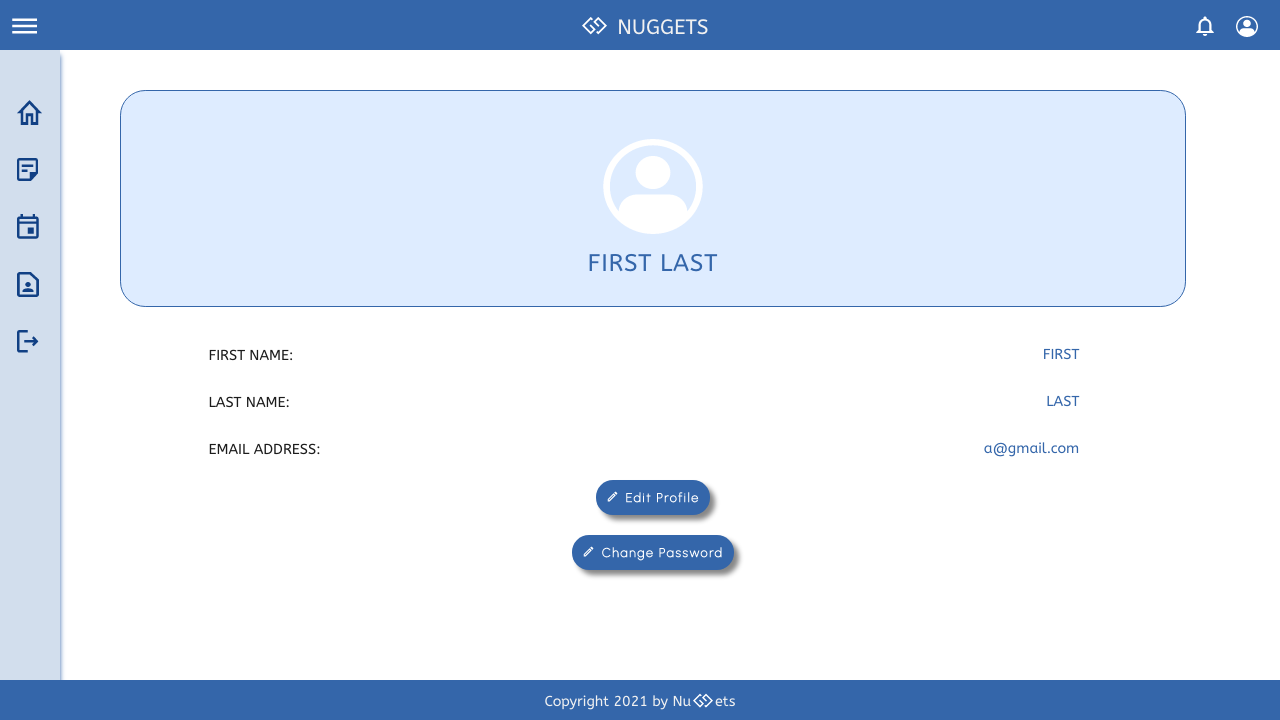 NUGGETS
FIRST LAST
FIRST NAME: FIRST
LAST NAME: LAST
EMAIL ADDRESS: a@gmail.com
Edit Profile
Change Password
Copyright 2021 by Nu ets